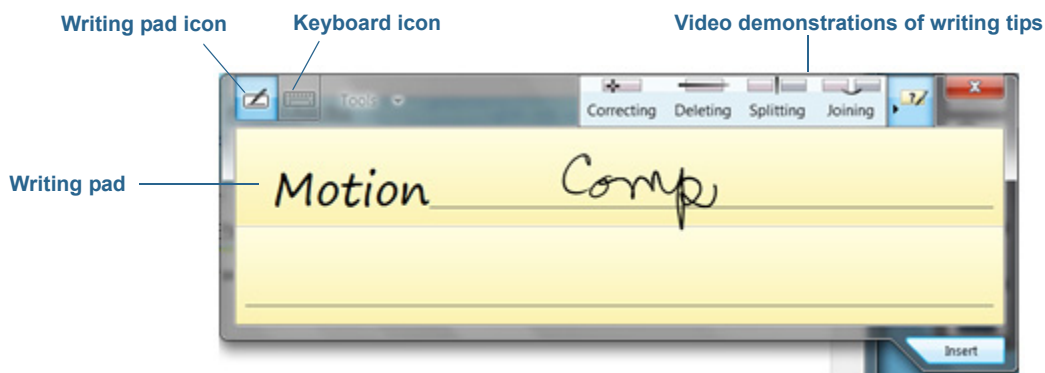 Writing pad icon Keyboard icon Video demonstrations of writing tips
Tools
Correcting Deleting Splitting Joining
Writing pad
Motion Comp
Insert